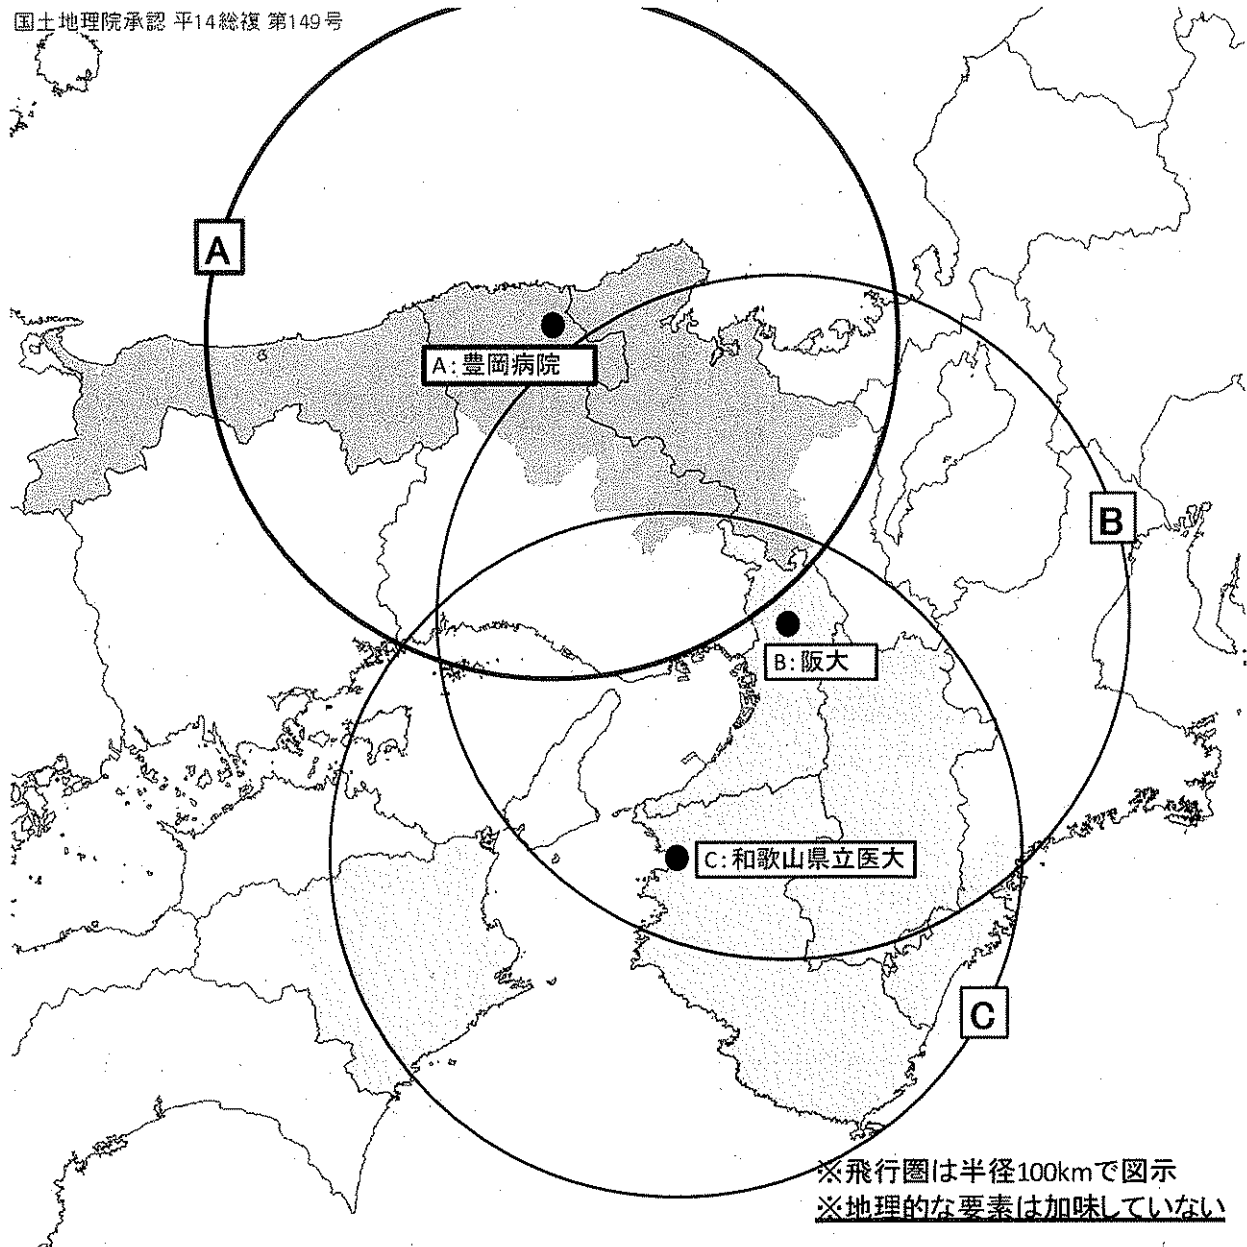 国土地理院承認 平14総複 第149号
A
A:豊岡病院
B
B:阪大
C:和歌山県立医大
C
※飛行圏は半径100kmで図示
※地理的な要素は加味していない